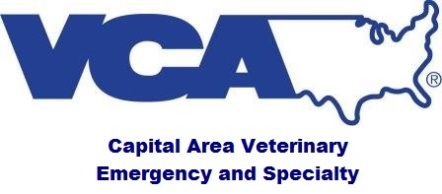 VCA®
Capital Area Veterinary
Emergency and Specialty